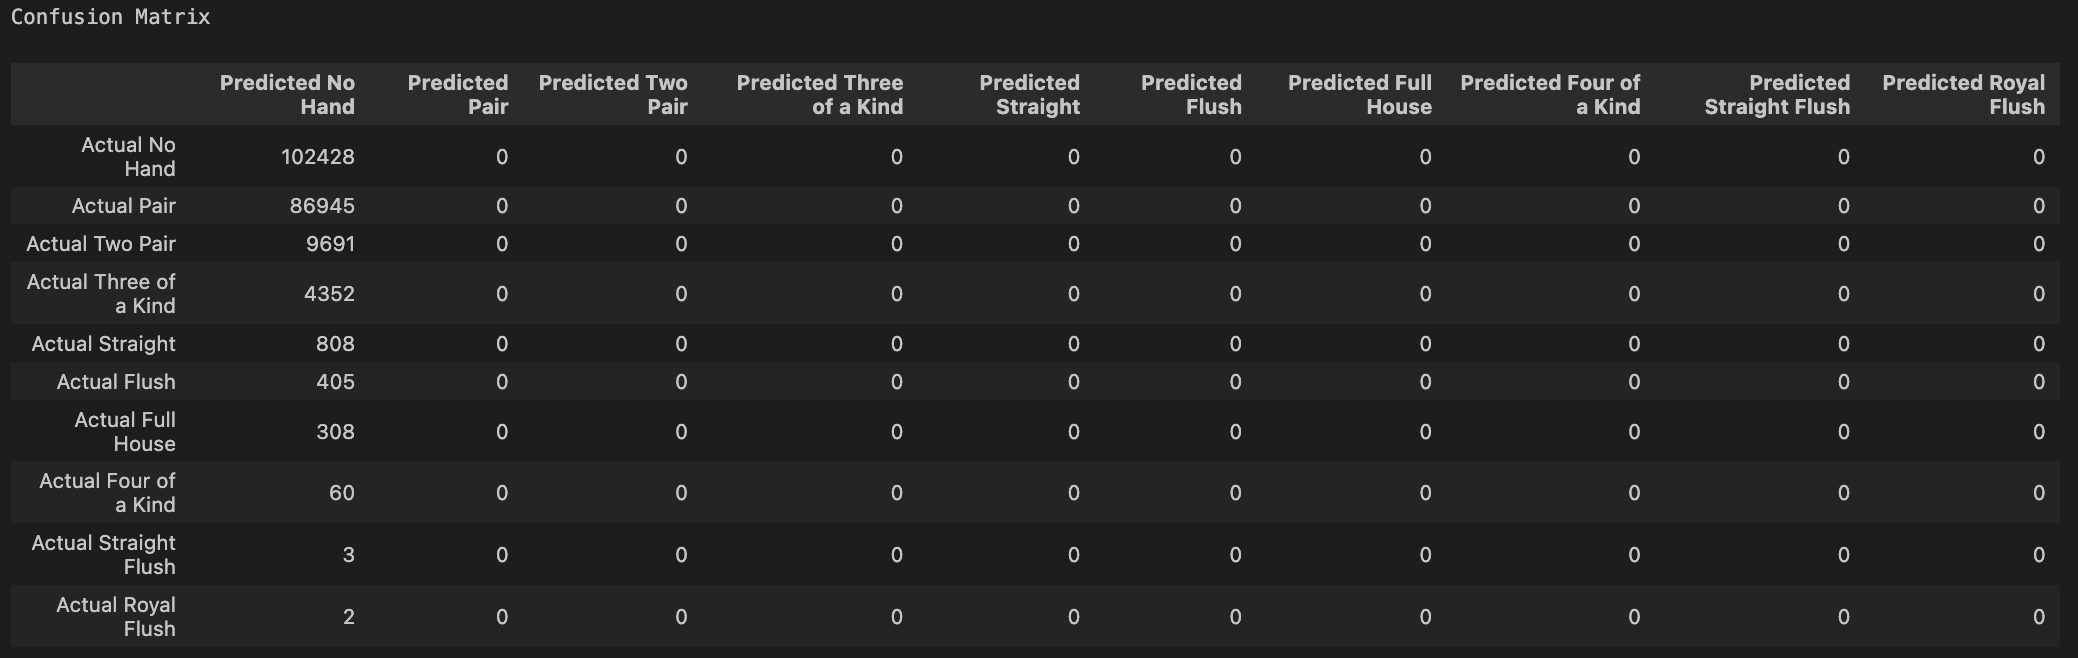 Confusion Matrix
Predicted No Hand Predicted Pair Predicted Two Pair Predicted Three of a Kind Predicted Straight Predicted Flush Predicted Full House Predicted Four of a Kind Predicted Straight Flush Predicted Royal Flush
Actual No Hand 102428 0 0 0 0 0 0 0 0 0
Actual Pair 86945 0 0 0 0 0 0 0 0 0
Actual Two Pair 9691 0 0 0 0 0 0 0 0 0
Actual Three of a Kind 4352 0 0 0 0 0 0 0 0 0
Actual Straight 808 0 0 0 0 0 0 0 0 0
Actual Flush 405 0 0 0 0 0 0 0 0 0
Actual Full House 308 0 0 0 0 0 0 0 0 0
Actual Four of a Kind 60 0 0 0 0 0 0 0 0 0
Actual Straight Flush 3 0 0 0 0 0 0 0 0 0
Actual Royal Flush 2 0 0 0 0 0 0 0 0 0